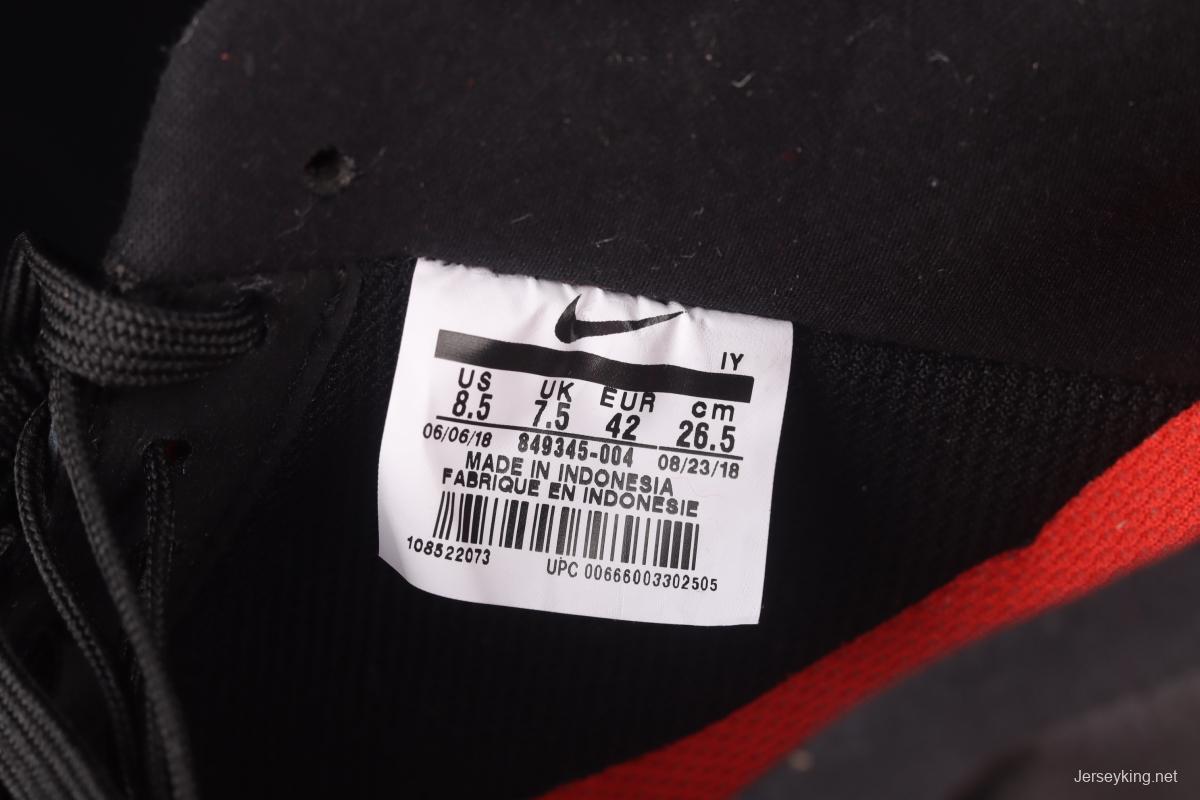 IY
US UK EUR cm
8.5 7.5 42 26.5
06/06/18 849345-004 08/23/18
MADE IN INDONESIA
FABRIQUE EN INDONESIE
108522073
UPC 00666003302505
Jerseyking.net